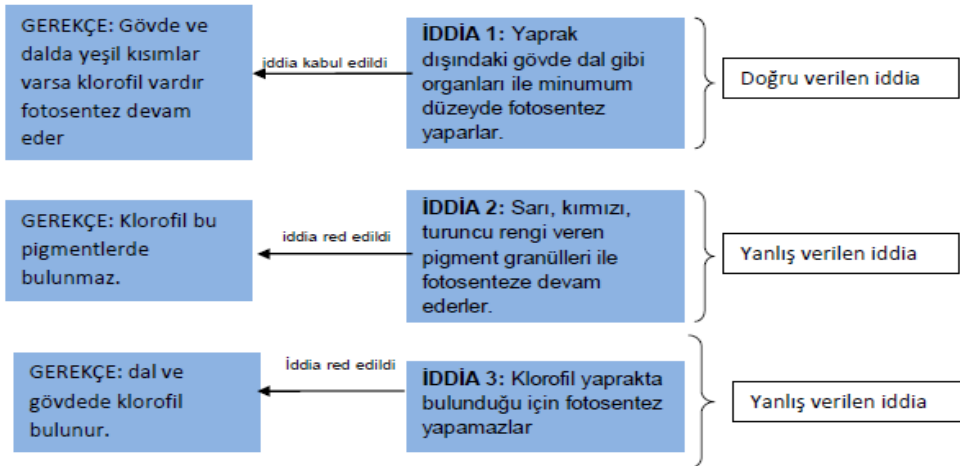 GEREKÇE: Gövde ve
dalda yeşil kısımlar
varsa klorofil vardır
fotosentez devam
eder
iddia kabul edildi
İDDİA 1: Yaprak
dışındaki gövde dal gibi
organları ile minumum
düzeyde fotosentez
yaparlar.
Doğru verilen iddia
GEREKÇE: Klorofil bu
pigmentlerde
bulunmaz.
iddia red edildi
İDDİA 2: Sarı, kırmızı,
turuncu rengi veren
pigment granülleri ile
fotosenteze devam
ederler.
Yanlış verilen iddia
GEREKÇE: dal ve
gövdede klorofil
bulunur.
İddia red edildi
İDDİA 3: Klorofil yaprakta
bulunduğu için fotosentez
yapamazlar
Yanlış verilen iddia